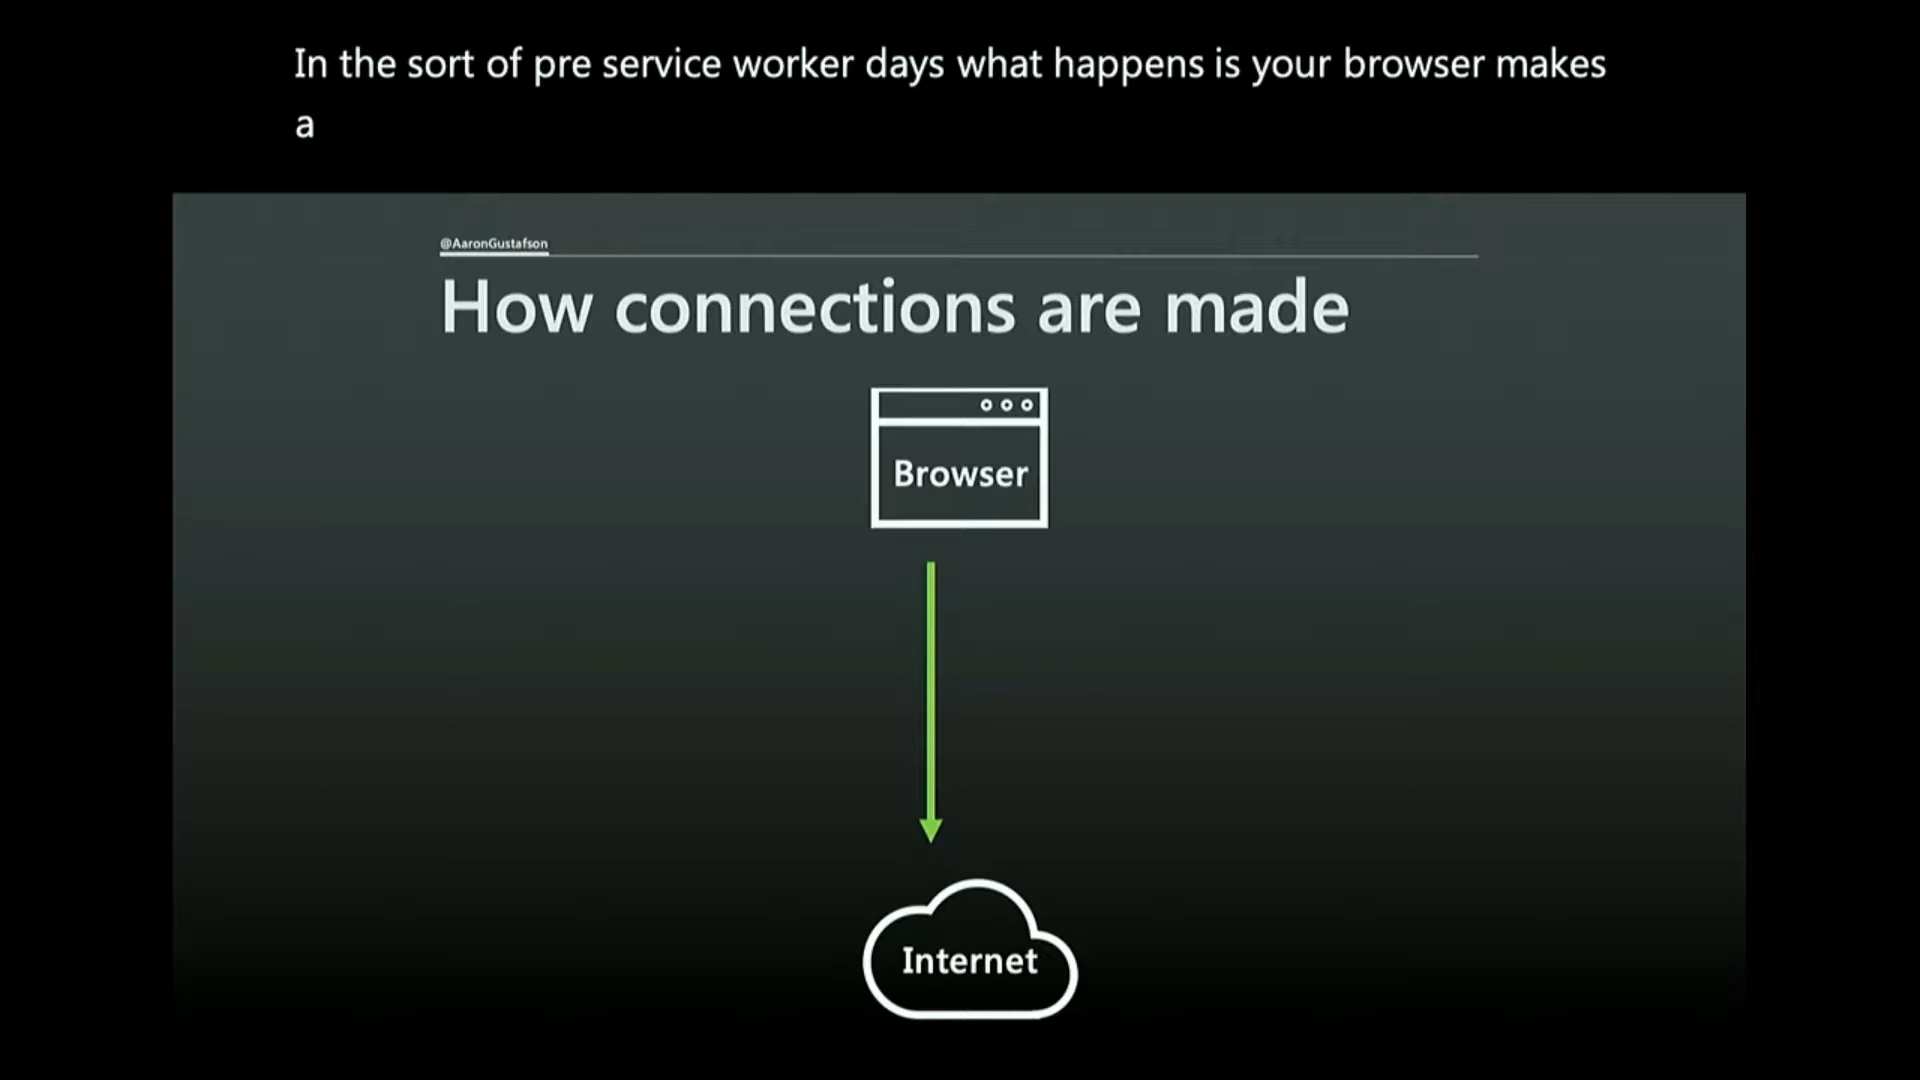 In the sort of pre service worker days what happens is your browser makes
a
@AaronGustafson
How connections are made
Browser
Internet